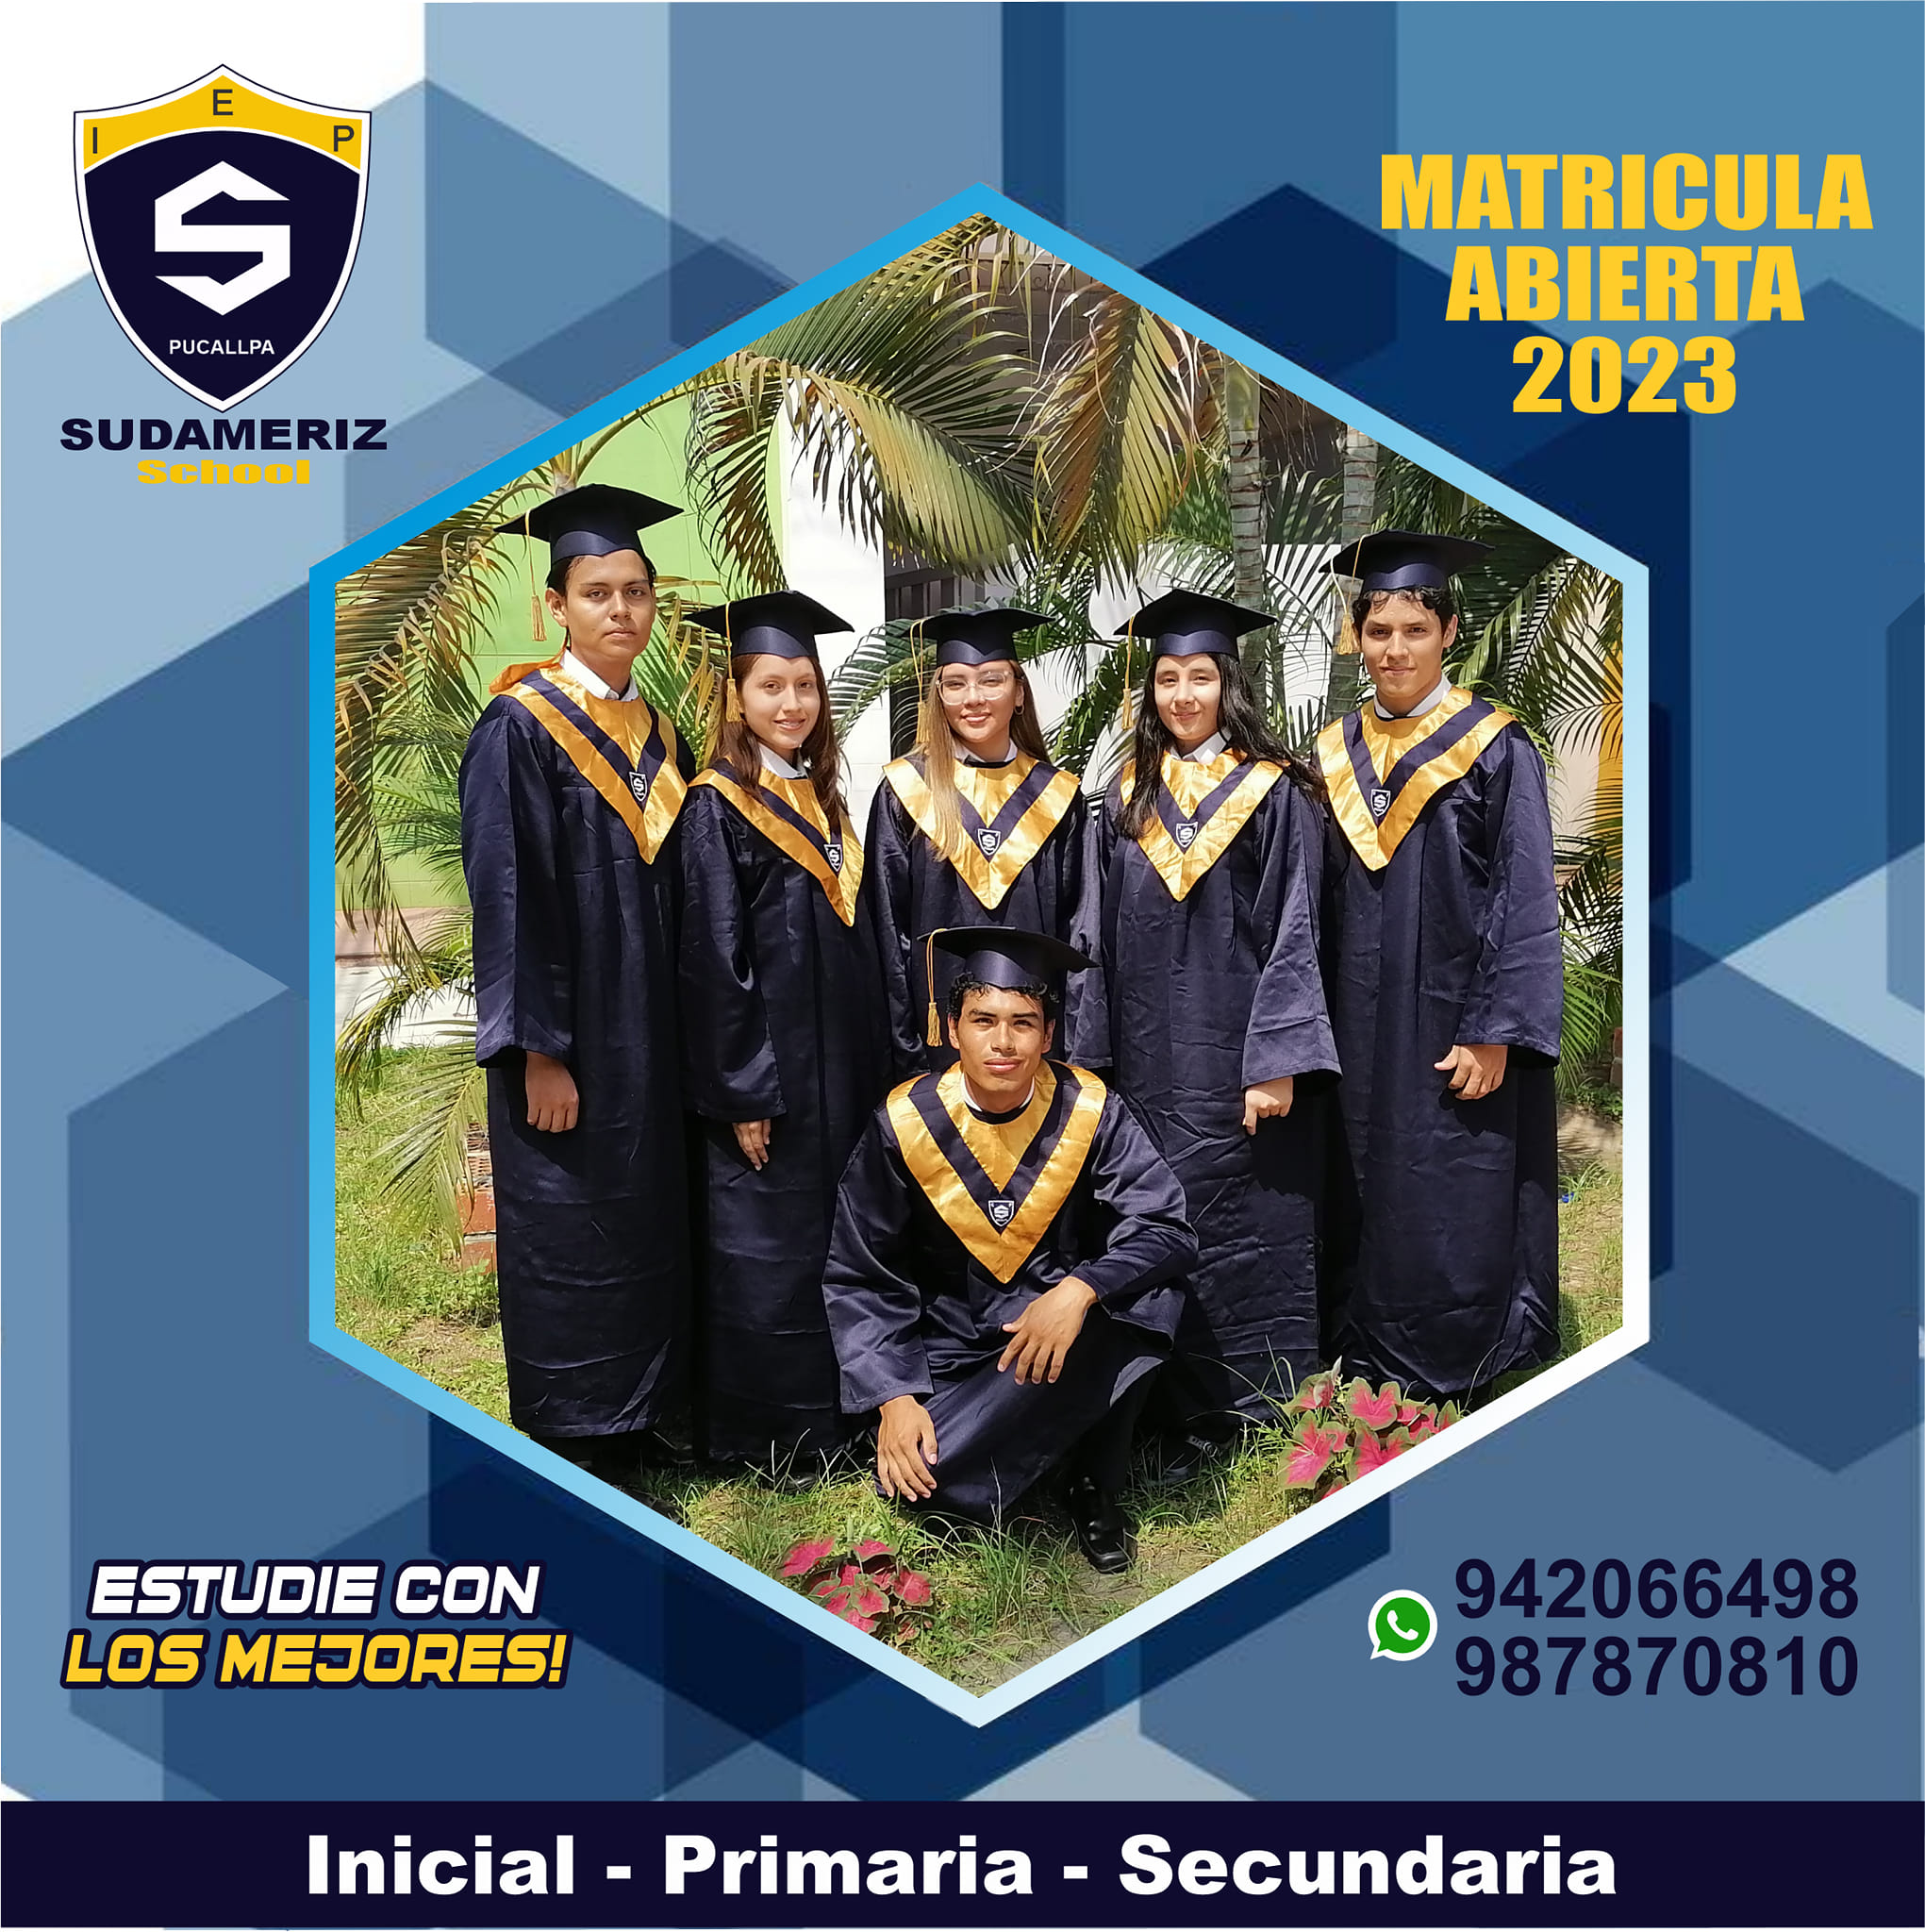 I E P
S
PUCALLPA
SUDAMERIZ
School
MATRICULA
ABIERTA
2023
ESTUDIE CON
LOS MEJORES!
942066498
987870810
Inicial - Primaria - Secundaria